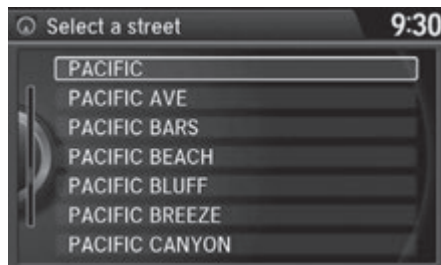 Select a street
9:30
PACIFIC
PACIFIC AVE
PACIFIC BARS
PACIFIC BEACH
PACIFIC BLUFF
PACIFIC BREEZE
PACIFIC CANYON